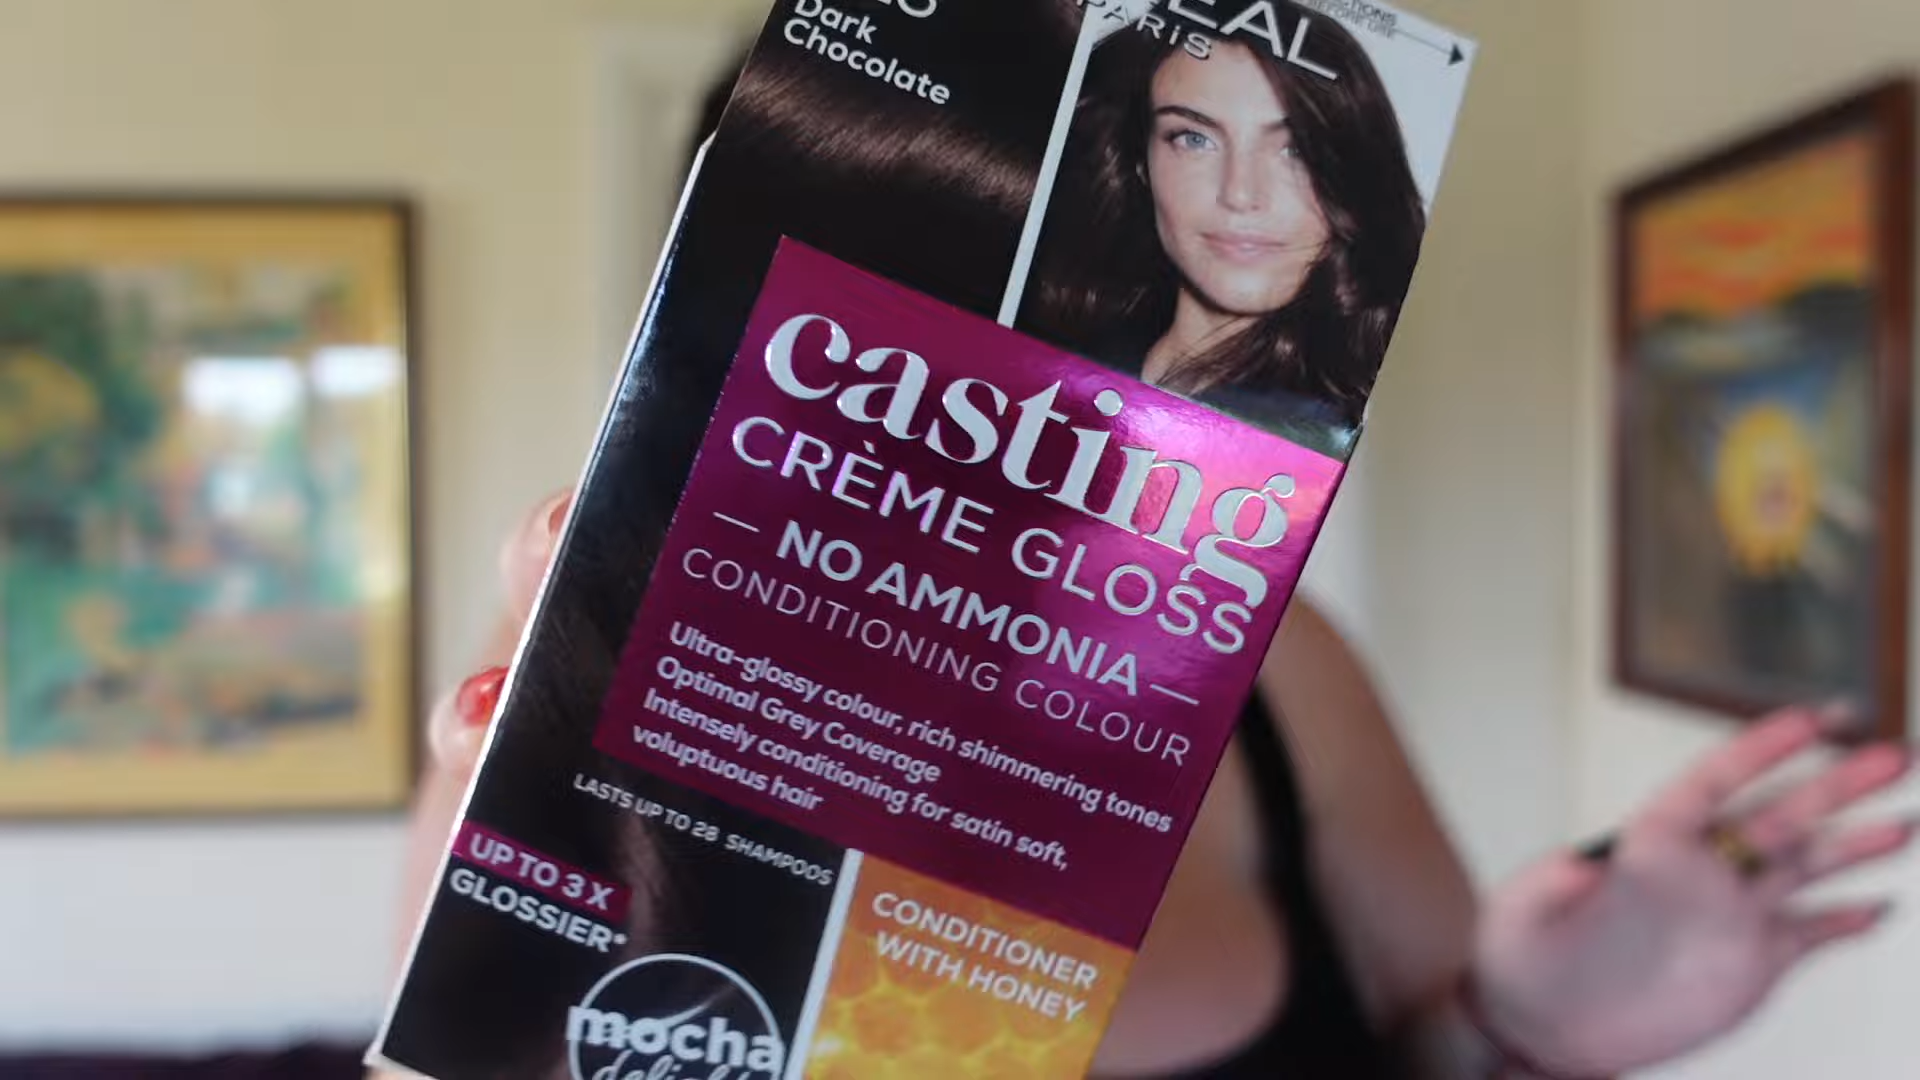 Dark
Chocolate
PARIS
casting
CRÈME GLOSS
— NO AMMONIA —
CONDITIONING COLOUR
Ultra-glossy colour, rich shimmering tones
Optimal Grey Coverage
Intensely conditioning for satin soft,
voluptuous hair
LASTS UP TO 28 SHAMPOOS
UP TO 3 X
GLOSSIER*
CONDITIONER
WITH HONEY
mocha